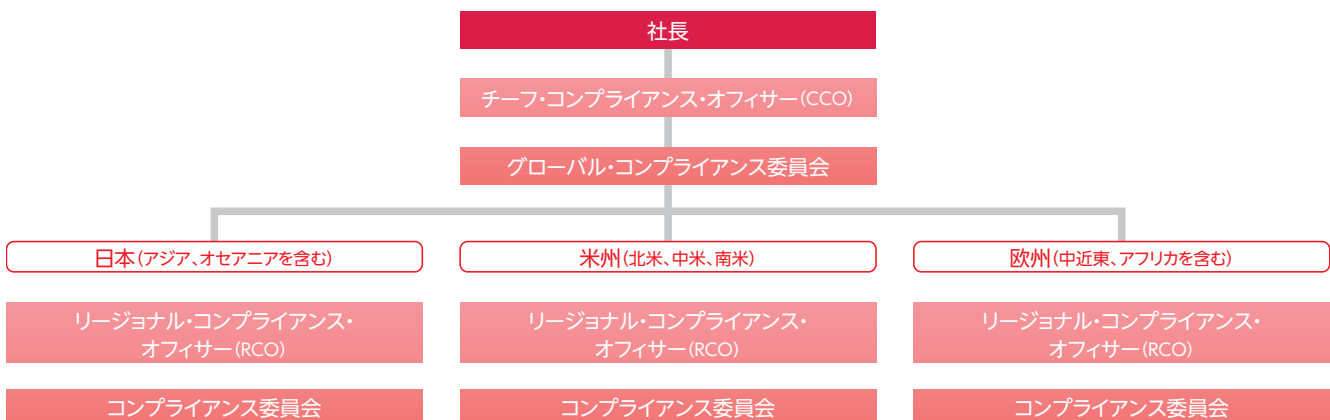 社長
チーフ・コンプライアンス・オフィサー(CCO)
グローバル・コンプライアンス委員会
日本(アジア、オセアニアを含む)
米州(北米、中米、南米)
欧州(中近東、アフリカを含む)
リージョナル・コンプライアンス・
オフィサー(RCO)
リージョナル・コンプライアンス・
オフィサー(RCO)
リージョナル・コンプライアンス・
オフィサー(RCO)
コンプライアンス委員会
コンプライアンス委員会
コンプライアンス委員会